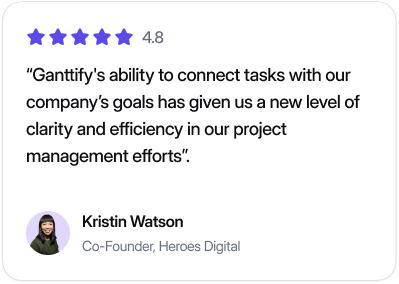 4.8
“Ganttify's ability to connect tasks with our
company’s goals has given us a new level of
clarity and efficiency in our project
management efforts”.
Kristin Watson
Co-Founder, Heroes Digital